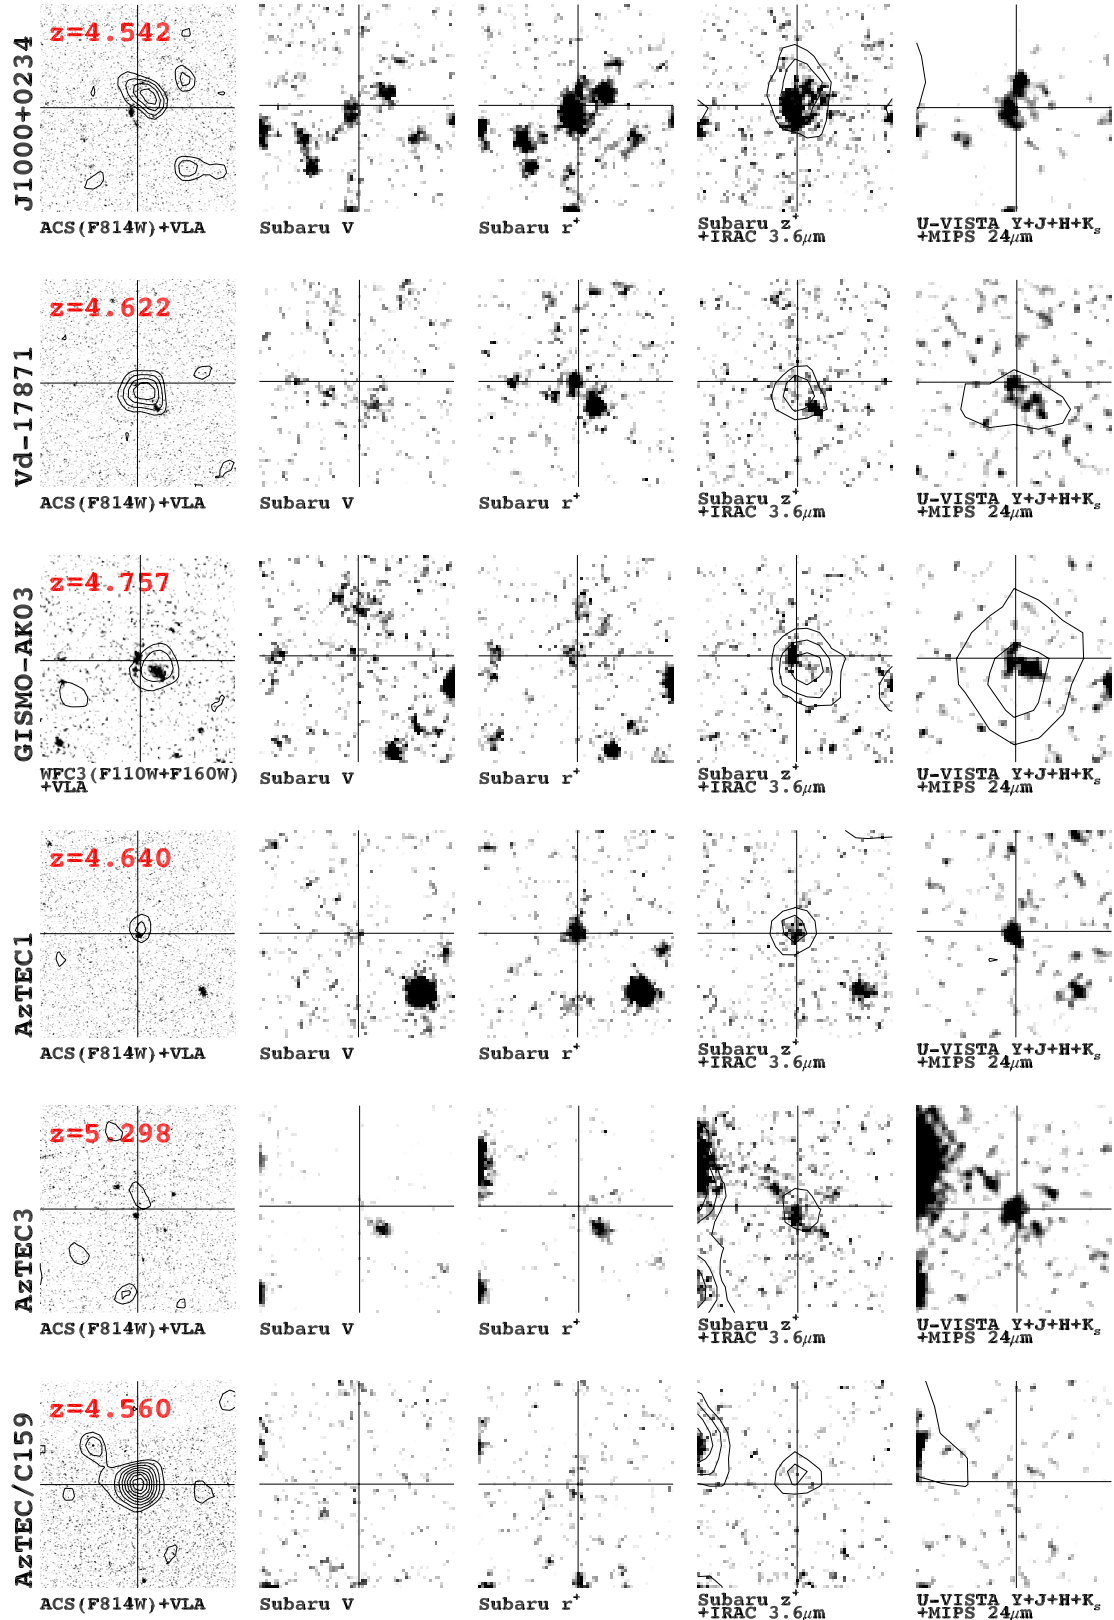 J1000+0234
z=4.542
ACS(F814W)+VLA
Subaru V
Subaru r⁺
Subaru z⁺
+IRAC 3.6μm
U-VISTA Y+J+H+Kₛ
+MIPS 24μm
Vd-17871
z=4.622
ACS(F814W)+VLA
Subaru V
Subaru r⁺
Subaru z⁺
+IRAC 3.6μm
U-VISTA Y+J+H+Kₛ
+MIPS 24μm
GISMO-AK03
z=4.757
WFC3(F110W+F160W)
+VLA
Subaru V
Subaru r⁺
Subaru z⁺
+IRAC 3.6μm
U-VISTA Y+J+H+Kₛ
+MIPS 24μm
AzTEC1
z=4.640
ACS(F814W)+VLA
Subaru V
Subaru r⁺
Subaru z⁺
+IRAC 3.6μm
U-VISTA Y+J+H+Kₛ
+MIPS 24μm
AzTEC3
z=5.298
ACS(F814W)+VLA
Subaru V
Subaru r⁺
Subaru z⁺
+IRAC 3.6μm
U-VISTA Y+J+H+Kₛ
+MIPS 24μm
AzTEC/C159
z=4.560
ACS(F814W)+VLA
Subaru V
Subaru r⁺
Subaru z⁺
+IRAC 3.6μm
U-VISTA Y+J+H+Kₛ
+MIPS 24μm